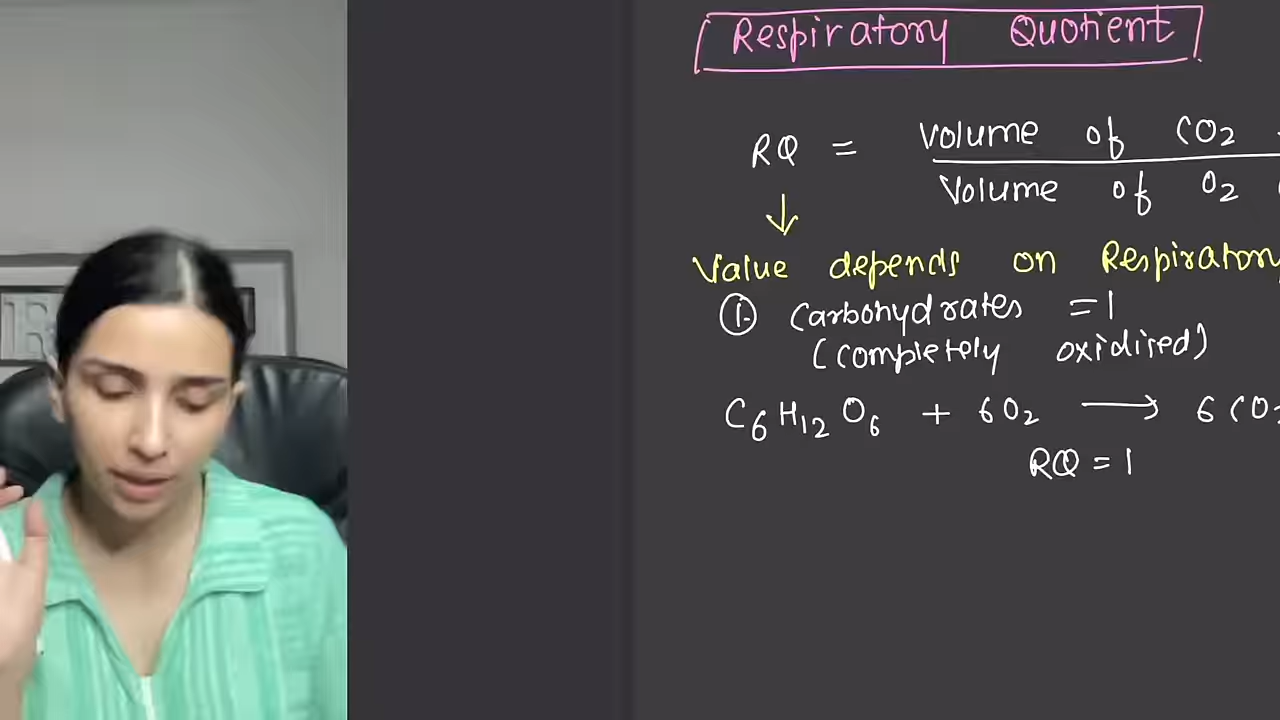 Respiratory Quotient
RQ = Volume of CO2
Volume of O2
↓
Value depends on Respiratory
① Carbohydrates = 1
(completely oxidised)
C6H12O6 + 6O2 → 6CO2
RQ = 1